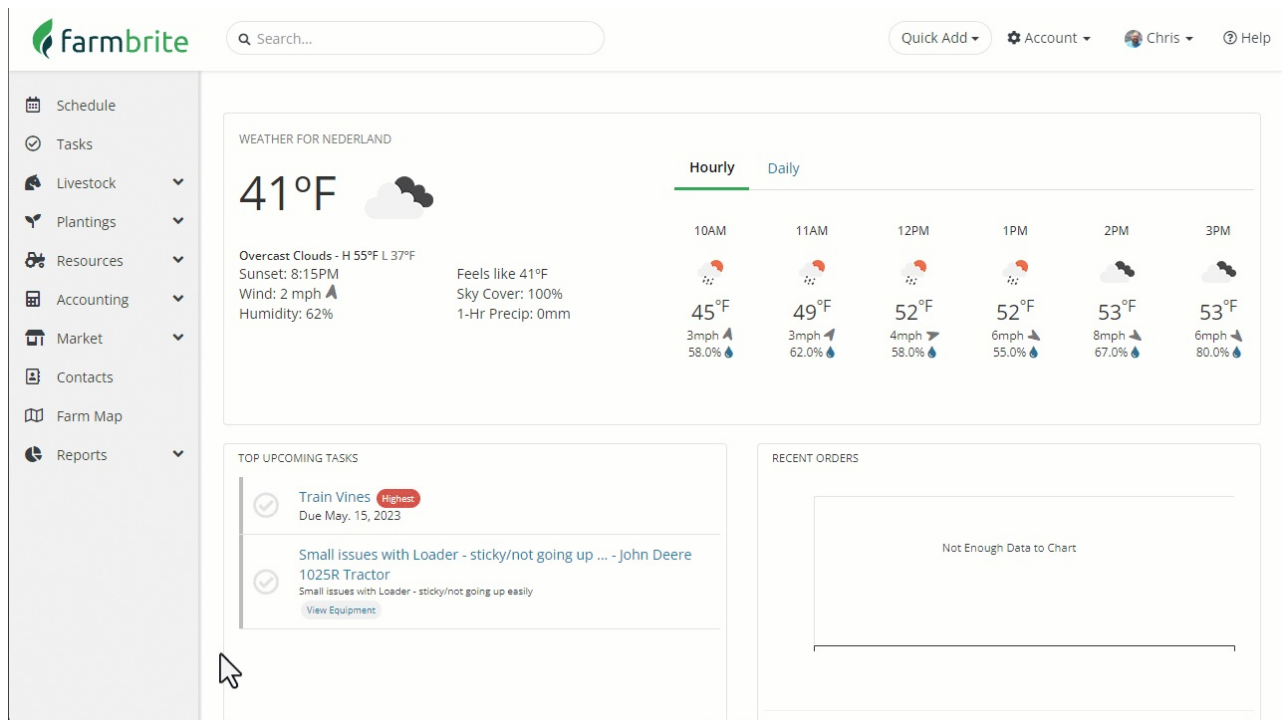 farmbrite
Search...
Quick Add
Account
Chris
Help
Schedule
Tasks
Livestock
Plantings
Resources
Accounting
Market
Contacts
Farm Map
Reports
WEATHER FOR NEDERLAND
41°F
Overcast Clouds - H 55°F L 37°F
Sunset: 8:15PM
Wind: 2 mph
Humidity: 62%
Feels like 41°F
Sky Cover: 100%
1-Hr Precip: 0mm
Hourly Daily
10AM 11AM 12PM 1PM 2PM 3PM
45°F 49°F 52°F 52°F 53°F 53°F
3mph 3mph 4mph 6mph 8mph 6mph
58.0% 62.0% 58.0% 55.0% 67.0% 80.0%
TOP UPCOMING TASKS
Train Vines Highest
Due May. 15, 2023
Small issues with Loader - sticky/not going up ... - John Deere
1025R Tractor
Small issues with Loader - sticky/not going up easily
View Equipment
RECENT ORDERS
Not Enough Data to Chart